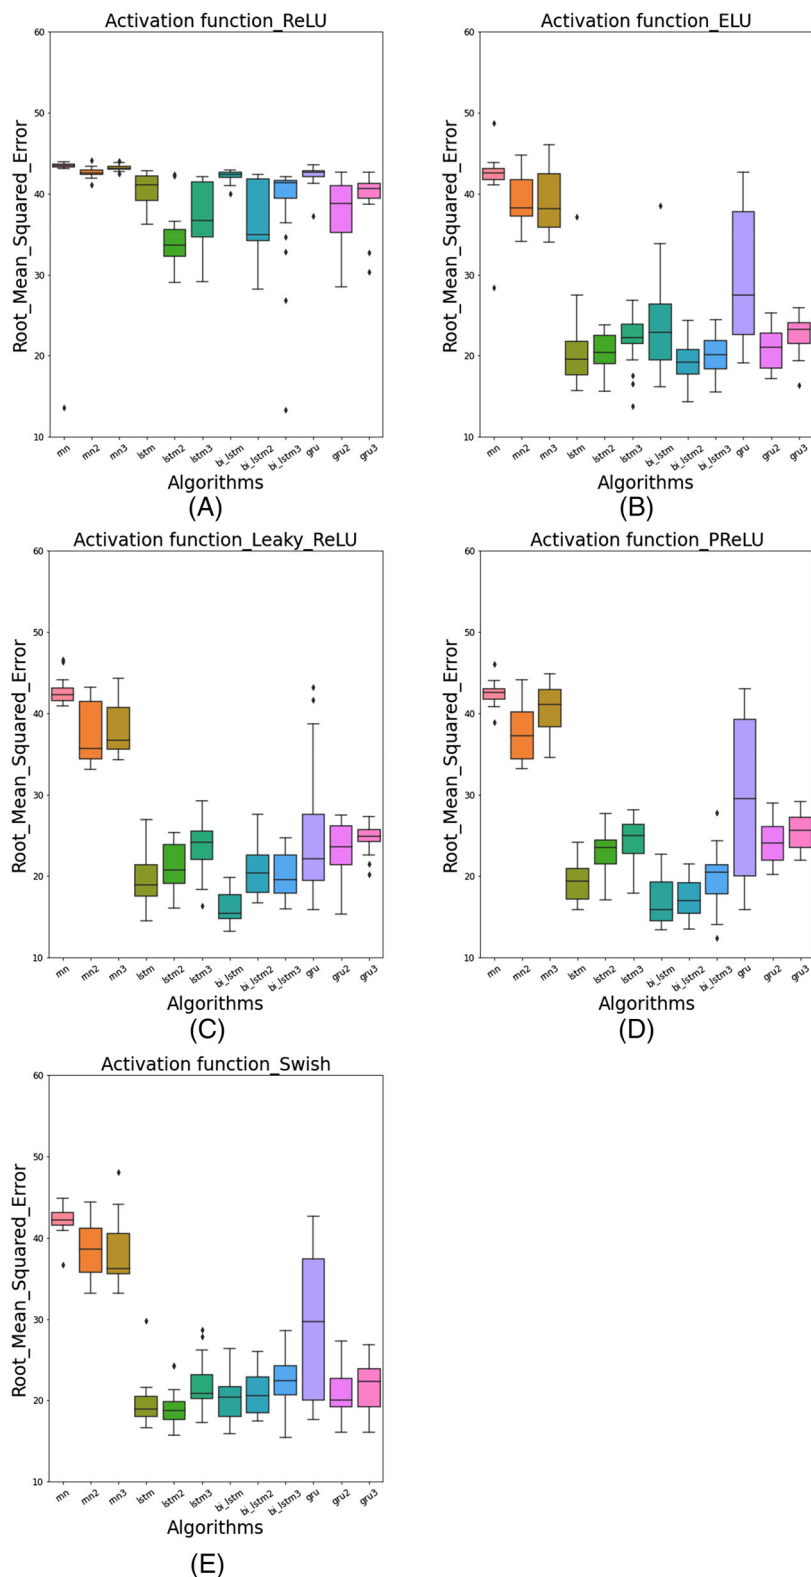 Activation function_ReLU
Root_Mean_Squared_Error
60
50
40
30
20
10
rnn rnn2 rnn3 lstm lstm2 lstm3 bi_lstm bi_lstm2 bi_lstm3 gru gru2 gru3
Algorithms
(A)
Activation function_ELU
Root_Mean_Squared_Error
60
50
40
30
20
10
rnn rnn2 rnn3 lstm lstm2 lstm3 bi_lstm bi_lstm2 bi_lstm3 gru gru2 gru3
Algorithms
(B)
Activation function_Leaky_ReLU
Root_Mean_Squared_Error
60
50
40
30
20
10
rnn rnn2 rnn3 lstm lstm2 lstm3 bi_lstm bi_lstm2 bi_lstm3 gru gru2 gru3
Algorithms
(C)
Activation function_PReLU
Root_Mean_Squared_Error
60
50
40
30
20
10
rnn rnn2 rnn3 lstm lstm2 lstm3 bi_lstm bi_lstm2 bi_lstm3 gru gru2 gru3
Algorithms
(D)
Activation function_Swish
Root_Mean_Squared_Error
60
50
40
30
20
10
rnn rnn2 rnn3 lstm lstm2 lstm3 bi_lstm bi_lstm2 bi_lstm3 gru gru2 gru3
Algorithms
(E)